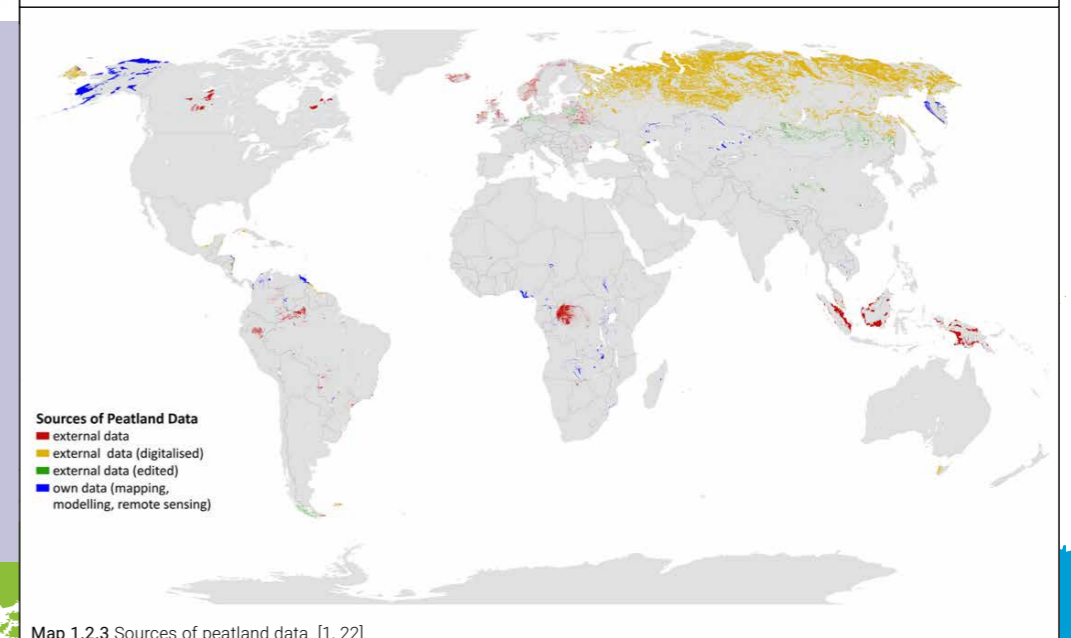 Sources of Peatland Data
external data
external data (digitalised)
external data (edited)
own data (mapping,
modelling, remote sensing)
Map 1.2.3 Sources of peatland data. [1, 22]